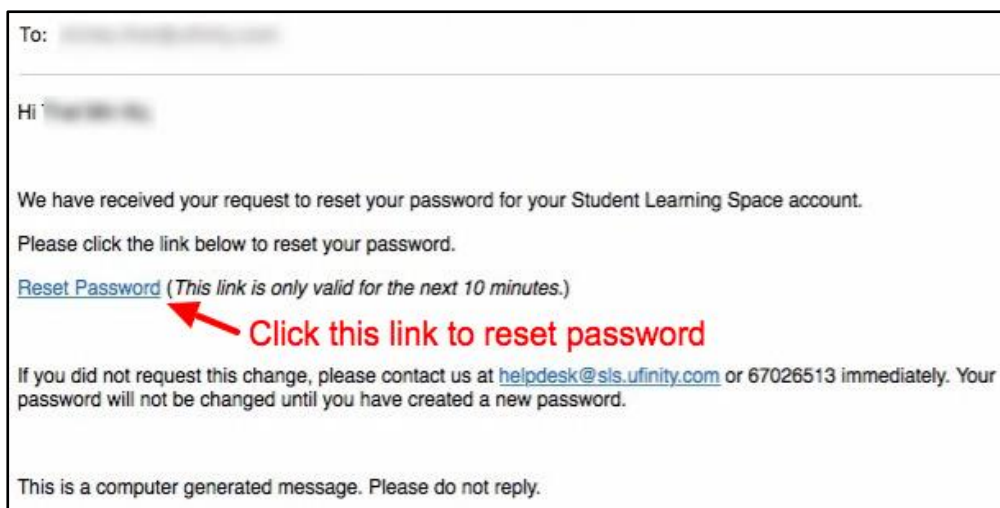 To:
Hi
We have received your request to reset your password for your Student Learning Space account.
Please click the link below to reset your password.
Reset Password (This link is only valid for the next 10 minutes.)
Click this link to reset password
If you did not request this change, please contact us at helpdesk@sls.ufinity.com or 67026513 immediately. Your
password will not be changed until you have created a new password.
This is a computer generated message. Please do not reply.